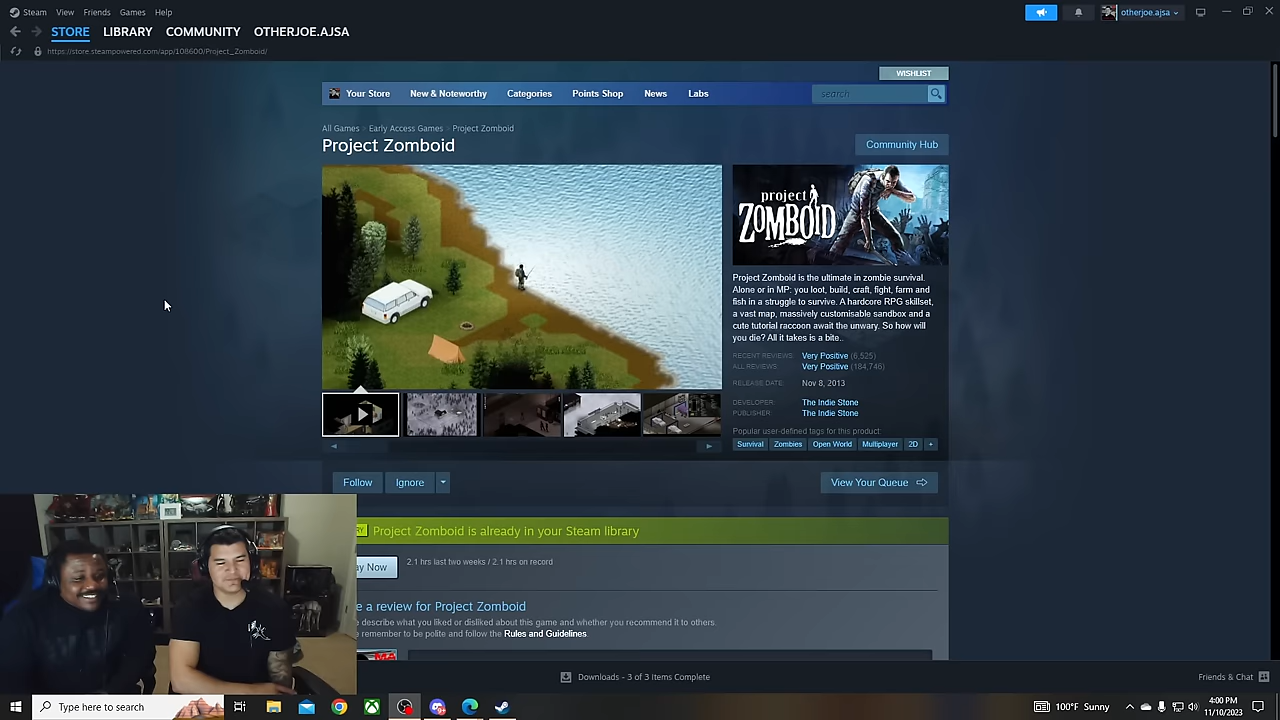 Steam View Friends Games Help
otherjoe.ajsa
STORE LIBRARY COMMUNITY OTHERJOE.AJSA
https://store.steampowered.com/app/108600/Project_Zomboid/
WISHLIST
Your Store New & Noteworthy Categories Points Shop News Labs search
All Games > Early Access Games > Project Zomboid
Project Zomboid
Community Hub
project
ZOMBOID
Project Zomboid is the ultimate in zombie survival.
Alone or in MP: you loot, build, craft, fight, farm and
fish in a struggle to survive. A hardcore RPG skillset,
a vast map, massively customisable sandbox and a
cute tutorial raccoon await the unwary. So how will
you die? All it takes is a bite..
RECENT REVIEWS: Very Positive (6,525)
ALL REVIEWS: Very Positive (184,746)
RELEASE DATE: Nov 8, 2013
DEVELOPER: The Indie Stone
PUBLISHER: The Indie Stone
Popular user-defined tags for this product:
Survival Zombies Open World Multiplayer 2D +
Follow Ignore
View Your Queue
Project Zomboid is already in your Steam library
ay Now
2.1 hrs last two weeks / 2.1 hrs on record
e a review for Project Zomboid
describe what you liked or disliked about this game and whether you recommend it to others.
remember to be polite and follow the Rules and Guidelines.
Downloads - 3 of 3 Items Complete
Friends & Chat
Type here to search
100°F Sunny
4:00 PM
11/10/2023